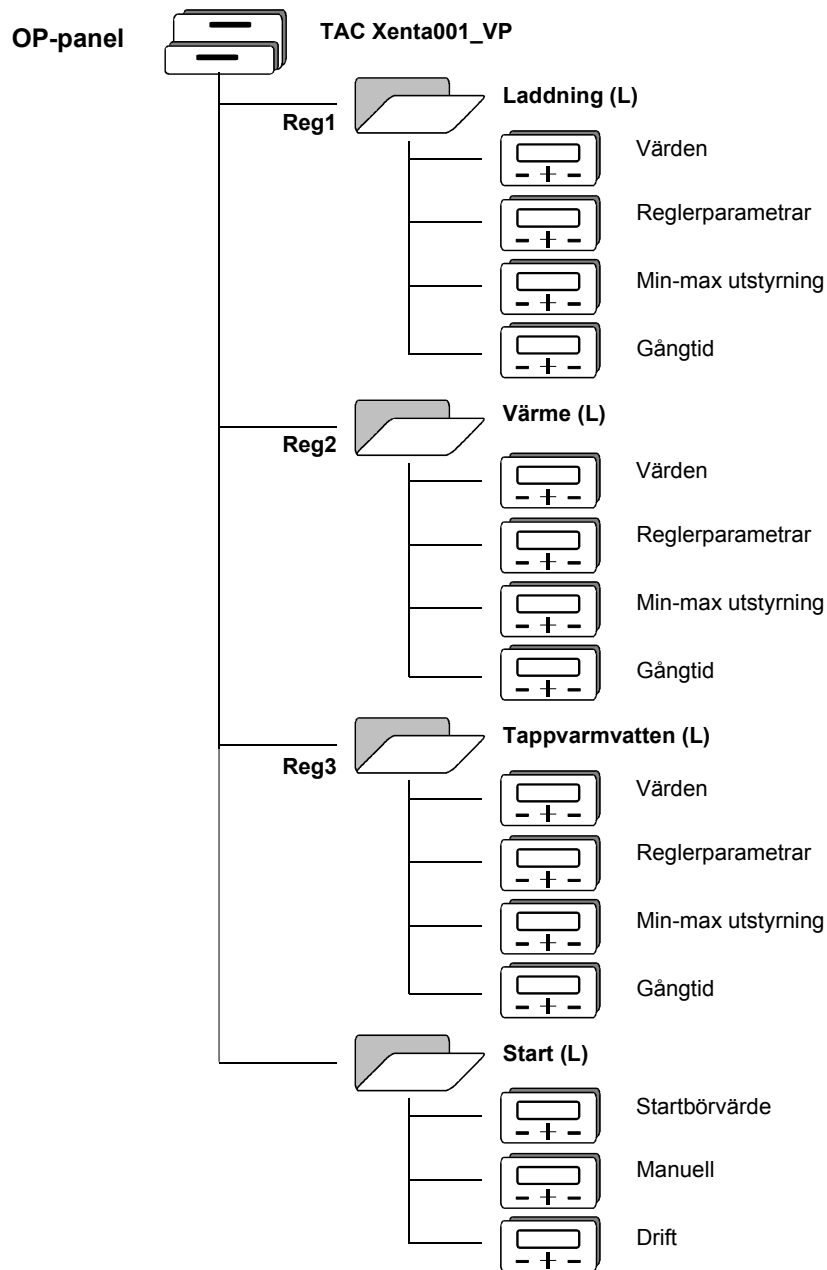 OP-panel
TAC Xenta001_VP
Reg1
Laddning (L)
Värden
Reglerparametrar
Min-max utstyrning
Gångtid
Reg2
Värme (L)
Värden
Reglerparametrar
Min-max utstyrning
Gångtid
Reg3
Tappvarmvatten (L)
Värden
Reglerparametrar
Min-max utstyrning
Gångtid
Start (L)
Startbörvärde
Manuell
Drift